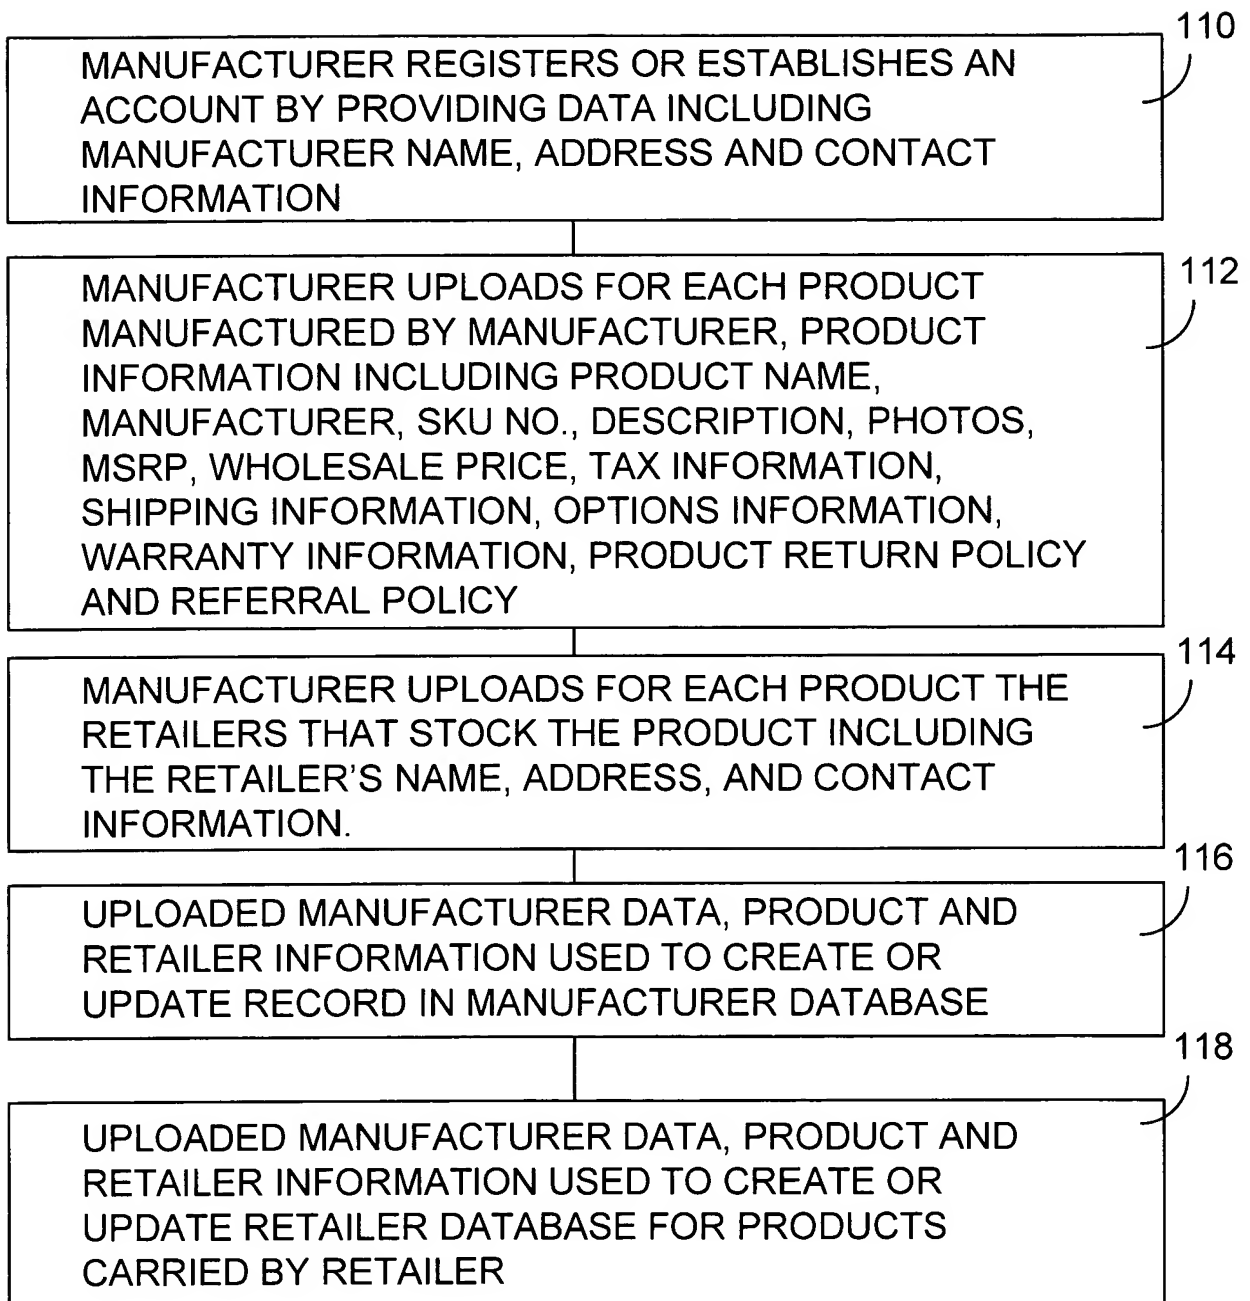 110
MANUFACTURER REGISTERS OR ESTABLISHES AN
ACCOUNT BY PROVIDING DATA INCLUDING
MANUFACTURER NAME, ADDRESS AND CONTACT
INFORMATION
112
MANUFACTURER UPLOADS FOR EACH PRODUCT
MANUFACTURED BY MANUFACTURER, PRODUCT
INFORMATION INCLUDING PRODUCT NAME,
MANUFACTURER, SKU NO., DESCRIPTION, PHOTOS,
MSRP, WHOLESALE PRICE, TAX INFORMATION,
SHIPPING INFORMATION, OPTIONS INFORMATION,
WARRANTY INFORMATION, PRODUCT RETURN POLICY
AND REFERRAL POLICY
114
MANUFACTURER UPLOADS FOR EACH PRODUCT THE
RETAILERS THAT STOCK THE PRODUCT INCLUDING
THE RETAILER'S NAME, ADDRESS, AND CONTACT
INFORMATION.
116
UPLOADED MANUFACTURER DATA, PRODUCT AND
RETAILER INFORMATION USED TO CREATE OR
UPDATE RECORD IN MANUFACTURER DATABASE
118
UPLOADED MANUFACTURER DATA, PRODUCT AND
RETAILER INFORMATION USED TO CREATE OR
UPDATE RETAILER DATABASE FOR PRODUCTS
CARRIED BY RETAILER